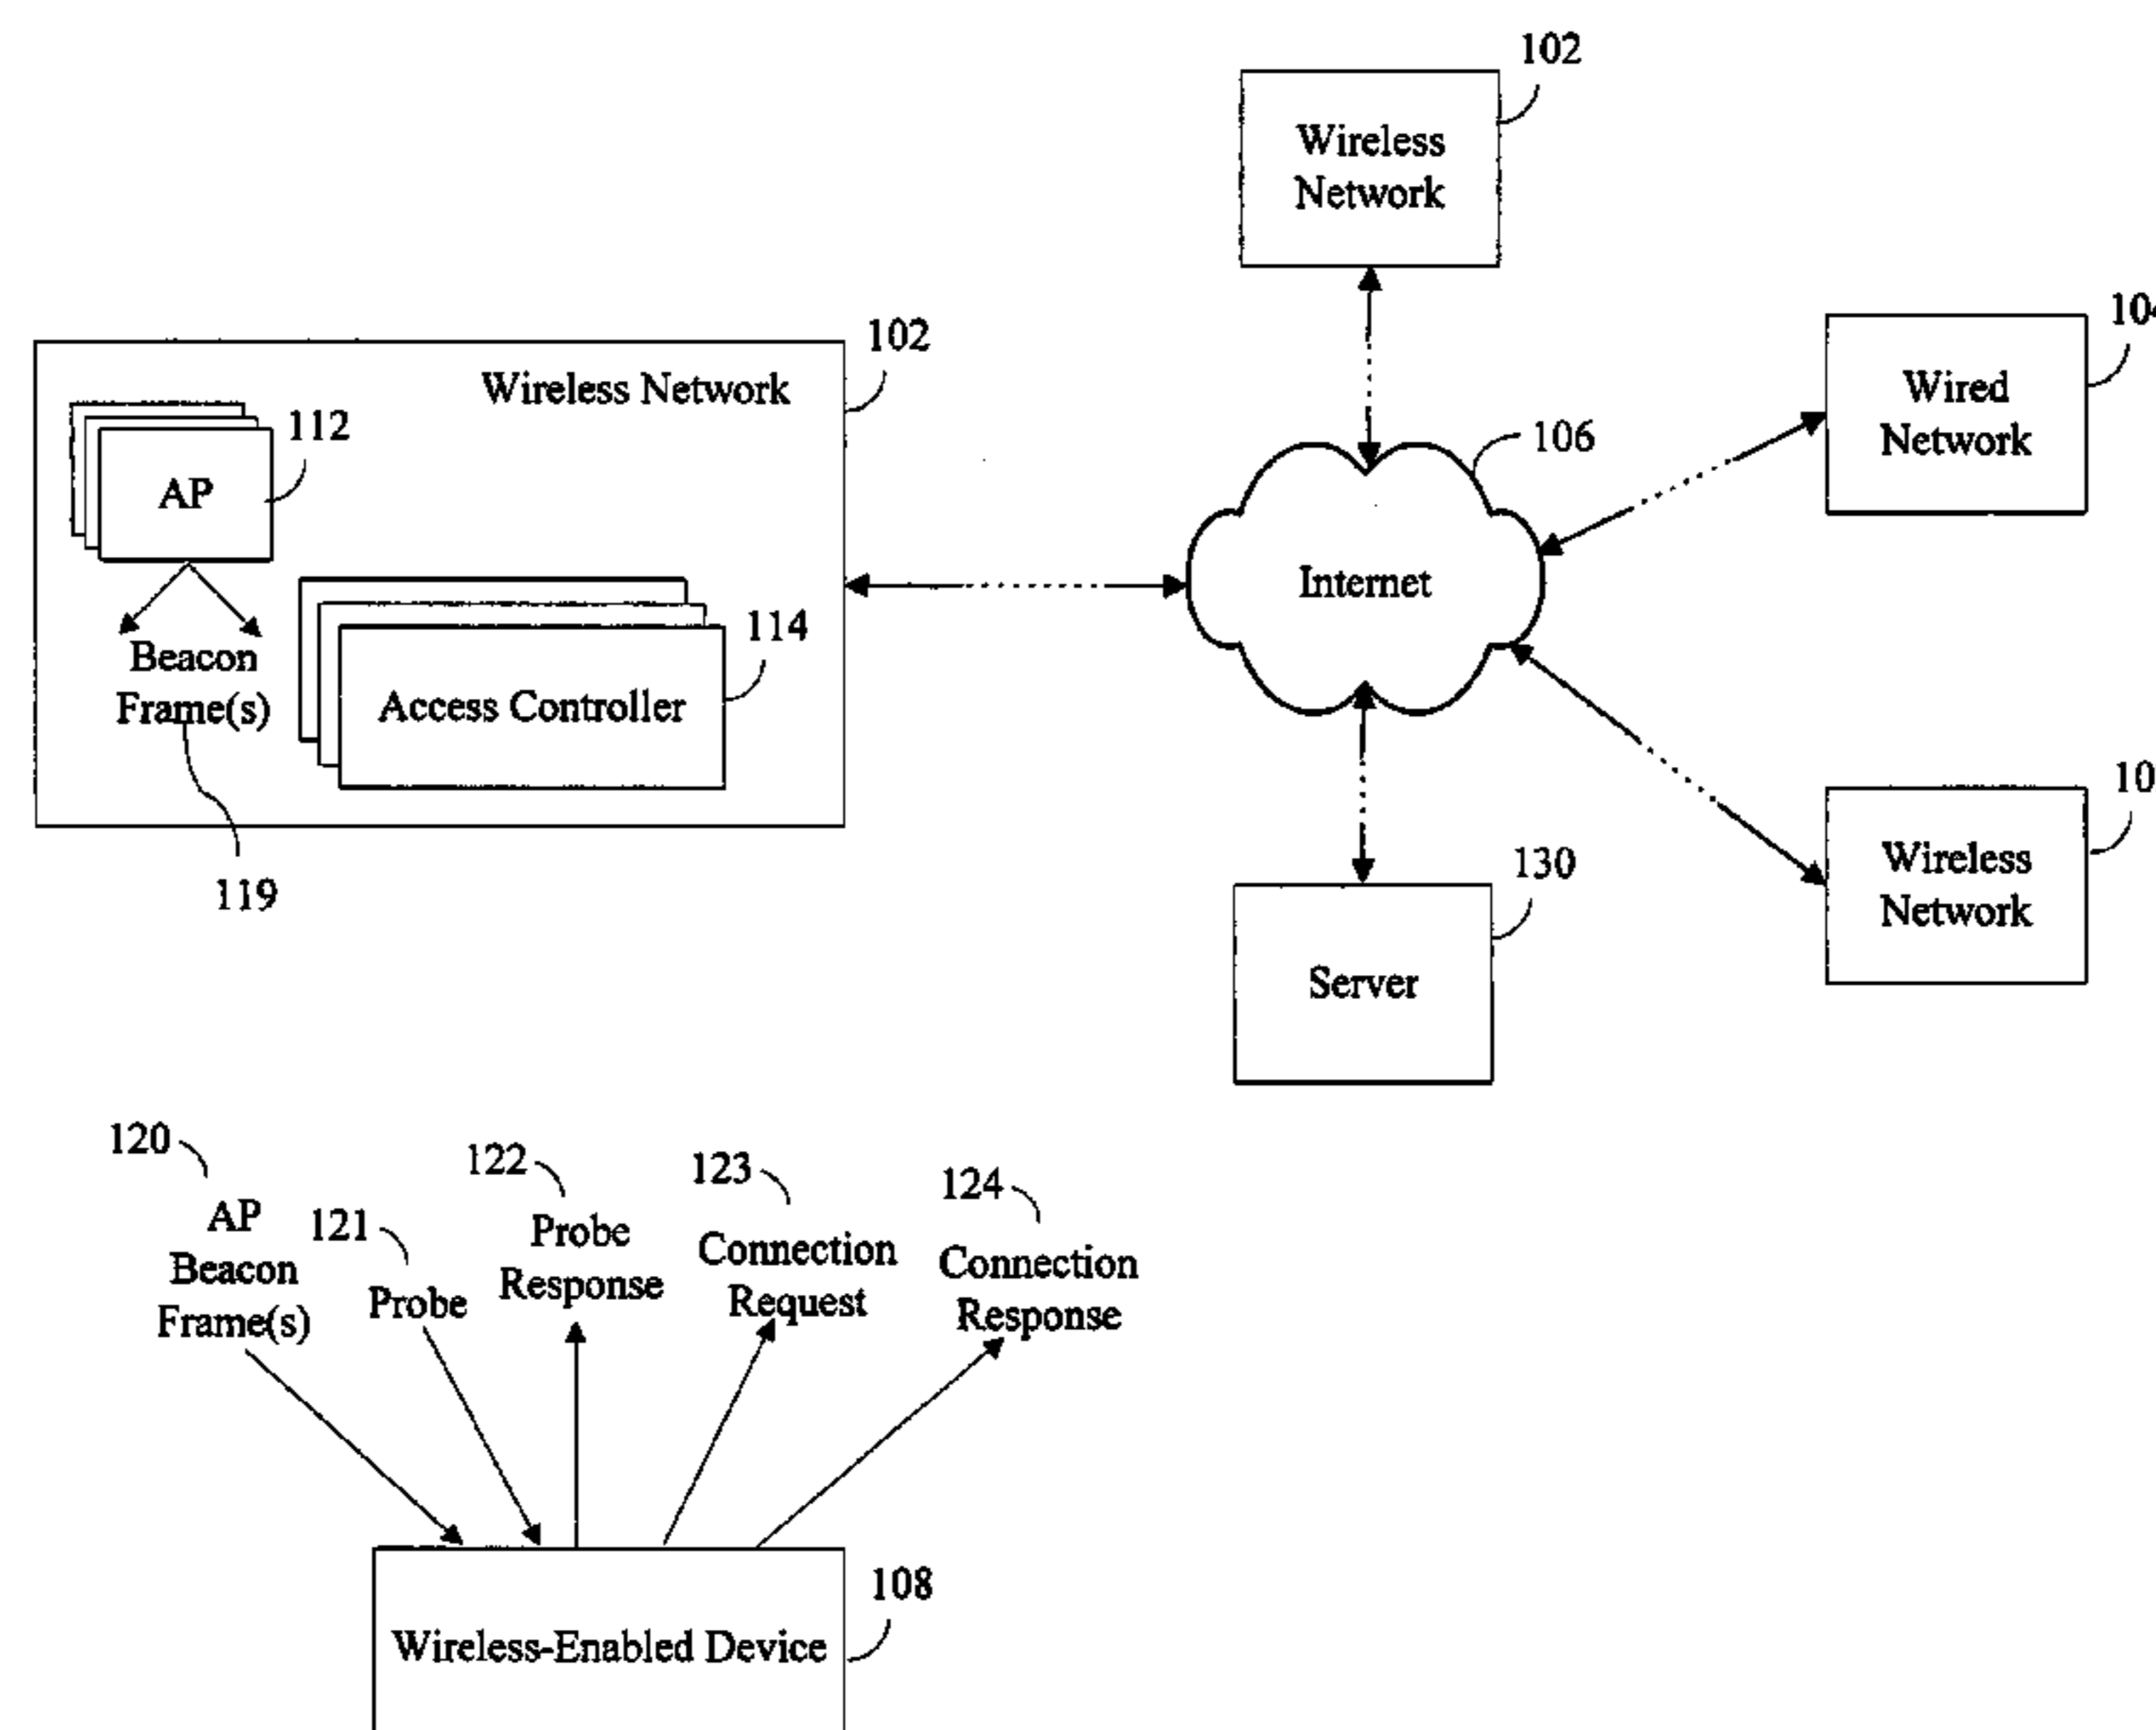 102
Wireless
Network
104
Wired
Network
102
Wireless Network
112
AP
106
Internet
Beacon
Frame(s)
114
Access Controller
119
10
Wireless
Network
130
Server
120
AP
Beacon
Frame(s)
121
Probe
122
Probe
Response
123
Connection
Request
124
Connection
Response
108
Wireless-Enabled Device